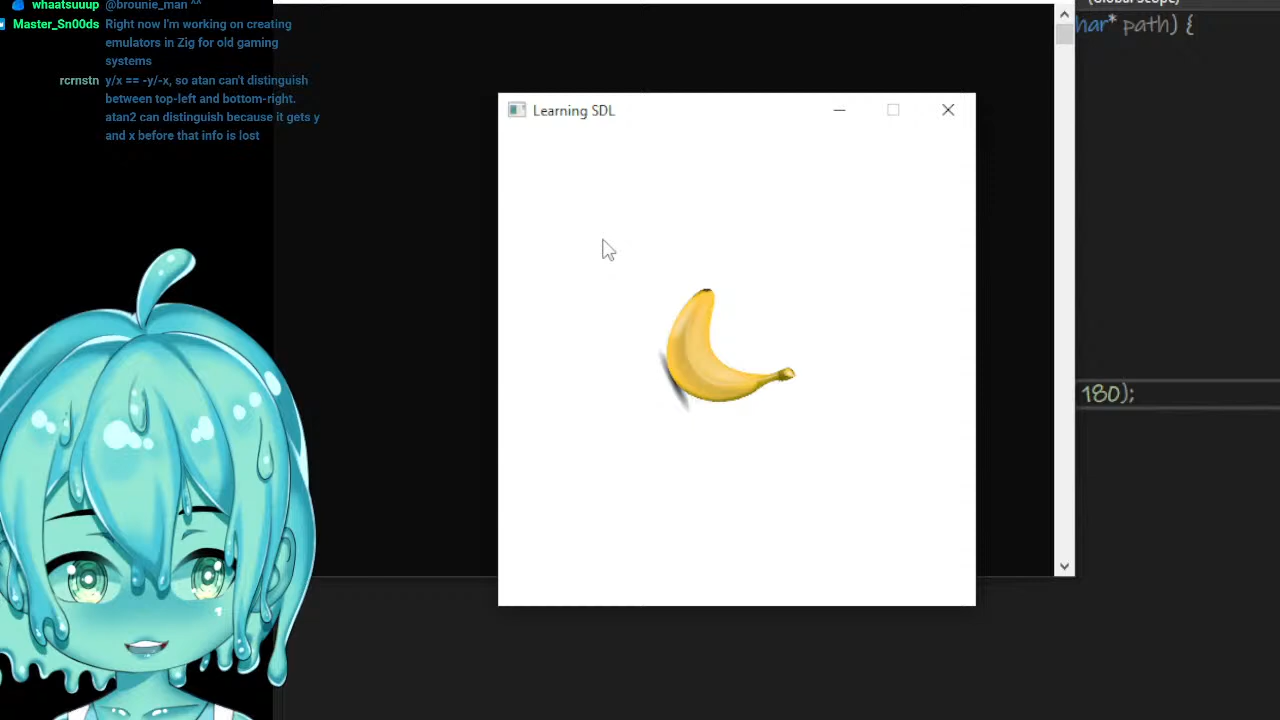 whaatsuuup @brounie_man ^^
Master_Sn00ds Right now I'm working on creating
emulators in Zig for old gaming
systems
rcrnstn y/x == -y/-x, so atan can't distinguish
between top-left and bottom-right.
atan2 can distinguish because it gets y
and x before that info is lost
Learning SDL
(Global Scope)
har* path) {
180);